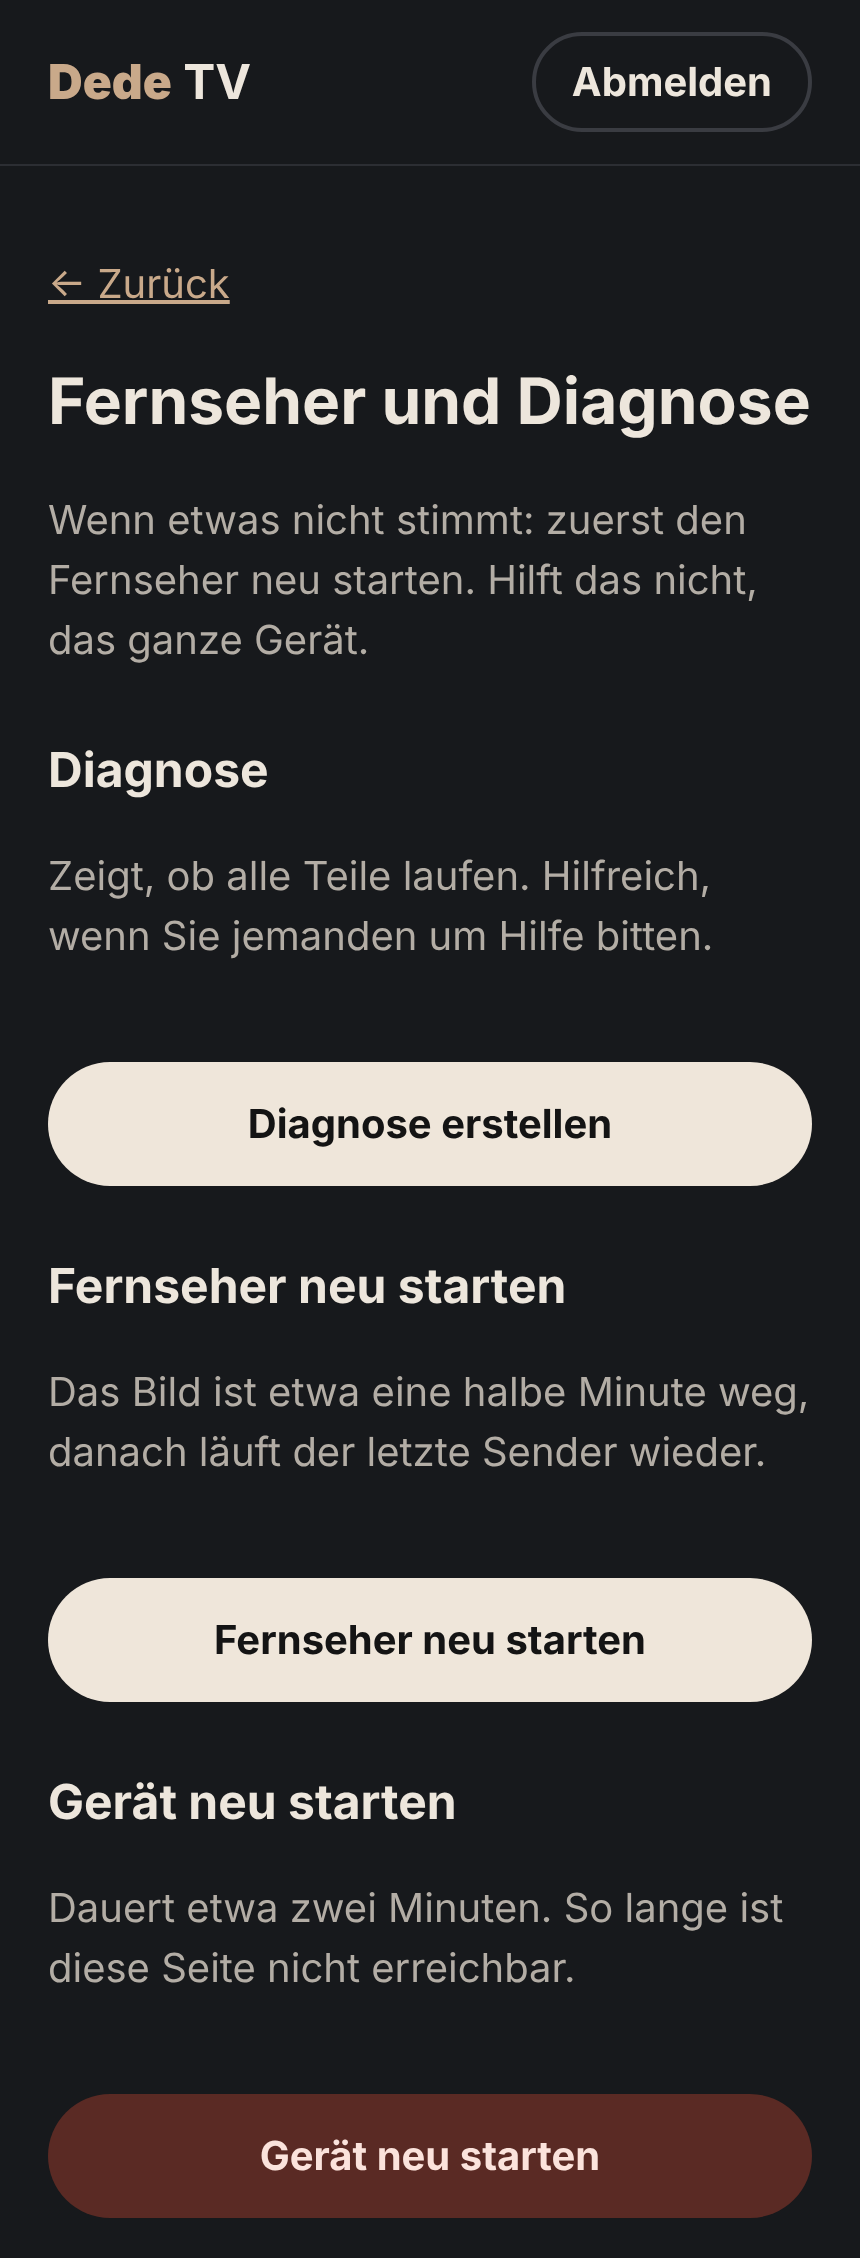 Dede TV
Abmelden
← Zurück
Fernseher und Diagnose
Wenn etwas nicht stimmt: zuerst den
Fernseher neu starten. Hilft das nicht,
das ganze Gerät.
Diagnose
Zeigt, ob alle Teile laufen. Hilfreich,
wenn Sie jemanden um Hilfe bitten.
Diagnose erstellen
Fernseher neu starten
Das Bild ist etwa eine halbe Minute weg,
danach läuft der letzte Sender wieder.
Fernseher neu starten
Gerät neu starten
Dauert etwa zwei Minuten. So lange ist
diese Seite nicht erreichbar.
Gerät neu starten